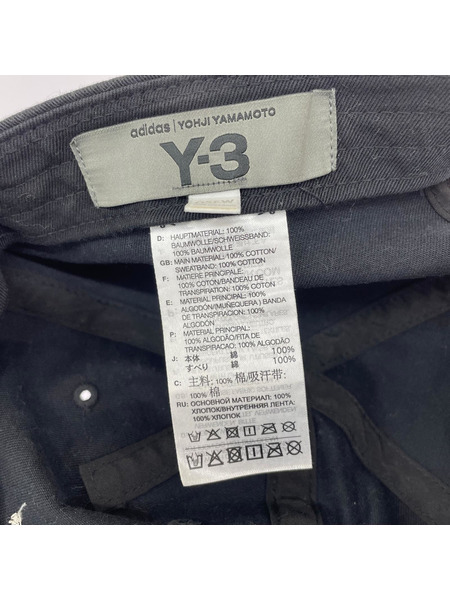 adidas | YOHJI YAMAMOTO
Y-3
D: HAUPTMATERIAL: 100%
BAUMWOLLE/SCHWEISSBAND:
100% BAUMWOLLE
GB: MAIN MATERIAL: 100% COTTON/
SWEATBAND: 100% COTTON
F: MATIERE PRINCIPALE:
100% COTON/BANDEAU DE
TRANSPIRATION: 100% COTON
E: MATERIAL PRINCIPAL: 100%
ALGODÓN/(MUÑEQUERA) BANDA
DE TRANSPIRACION: 100%
ALGODÓN
P: MATERIAL PRINCIPAL:
100% ALGODÃO/FITA DE
TRANSPIRACAO: 100% ALGODÃO
J: 本体 綿 100%
すべり 綿 100%
C: 主料: 100% 棉/吸汗带:
100% 棉
RU: ОСНОВНОЙ МАТЕРИАЛ: 100%
ХЛОПОК/ВНУТРЕННЯЯ ЛЕНТА:
100% ХЛОПОК